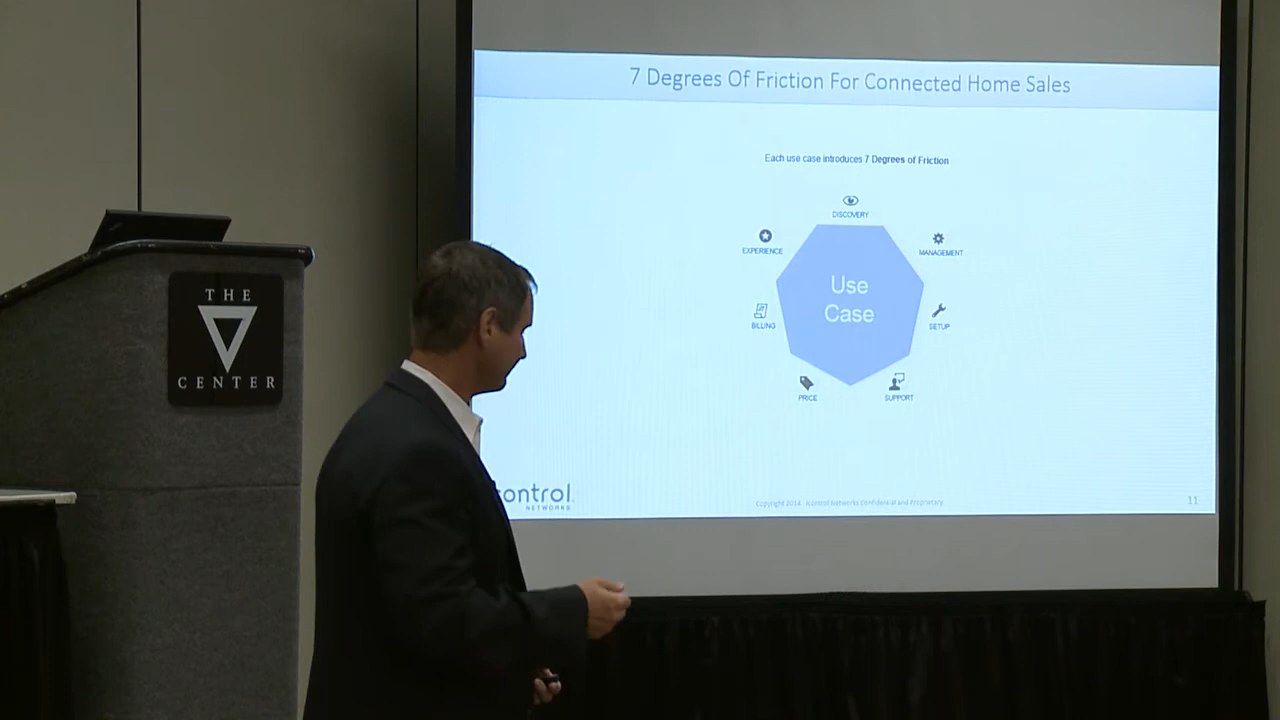 7 Degrees Of Friction For Connected Home Sales
Each use case introduces 7 Degrees of Friction
DISCOVERY
EXPERIENCE
MANAGEMENT
Use
Case
BILLING
SETUP
PRICE
SUPPORT
THE
CENTER
ontrol
NETWORKS
Copyright 2014. iControl Networks Confidential and Proprietary
11